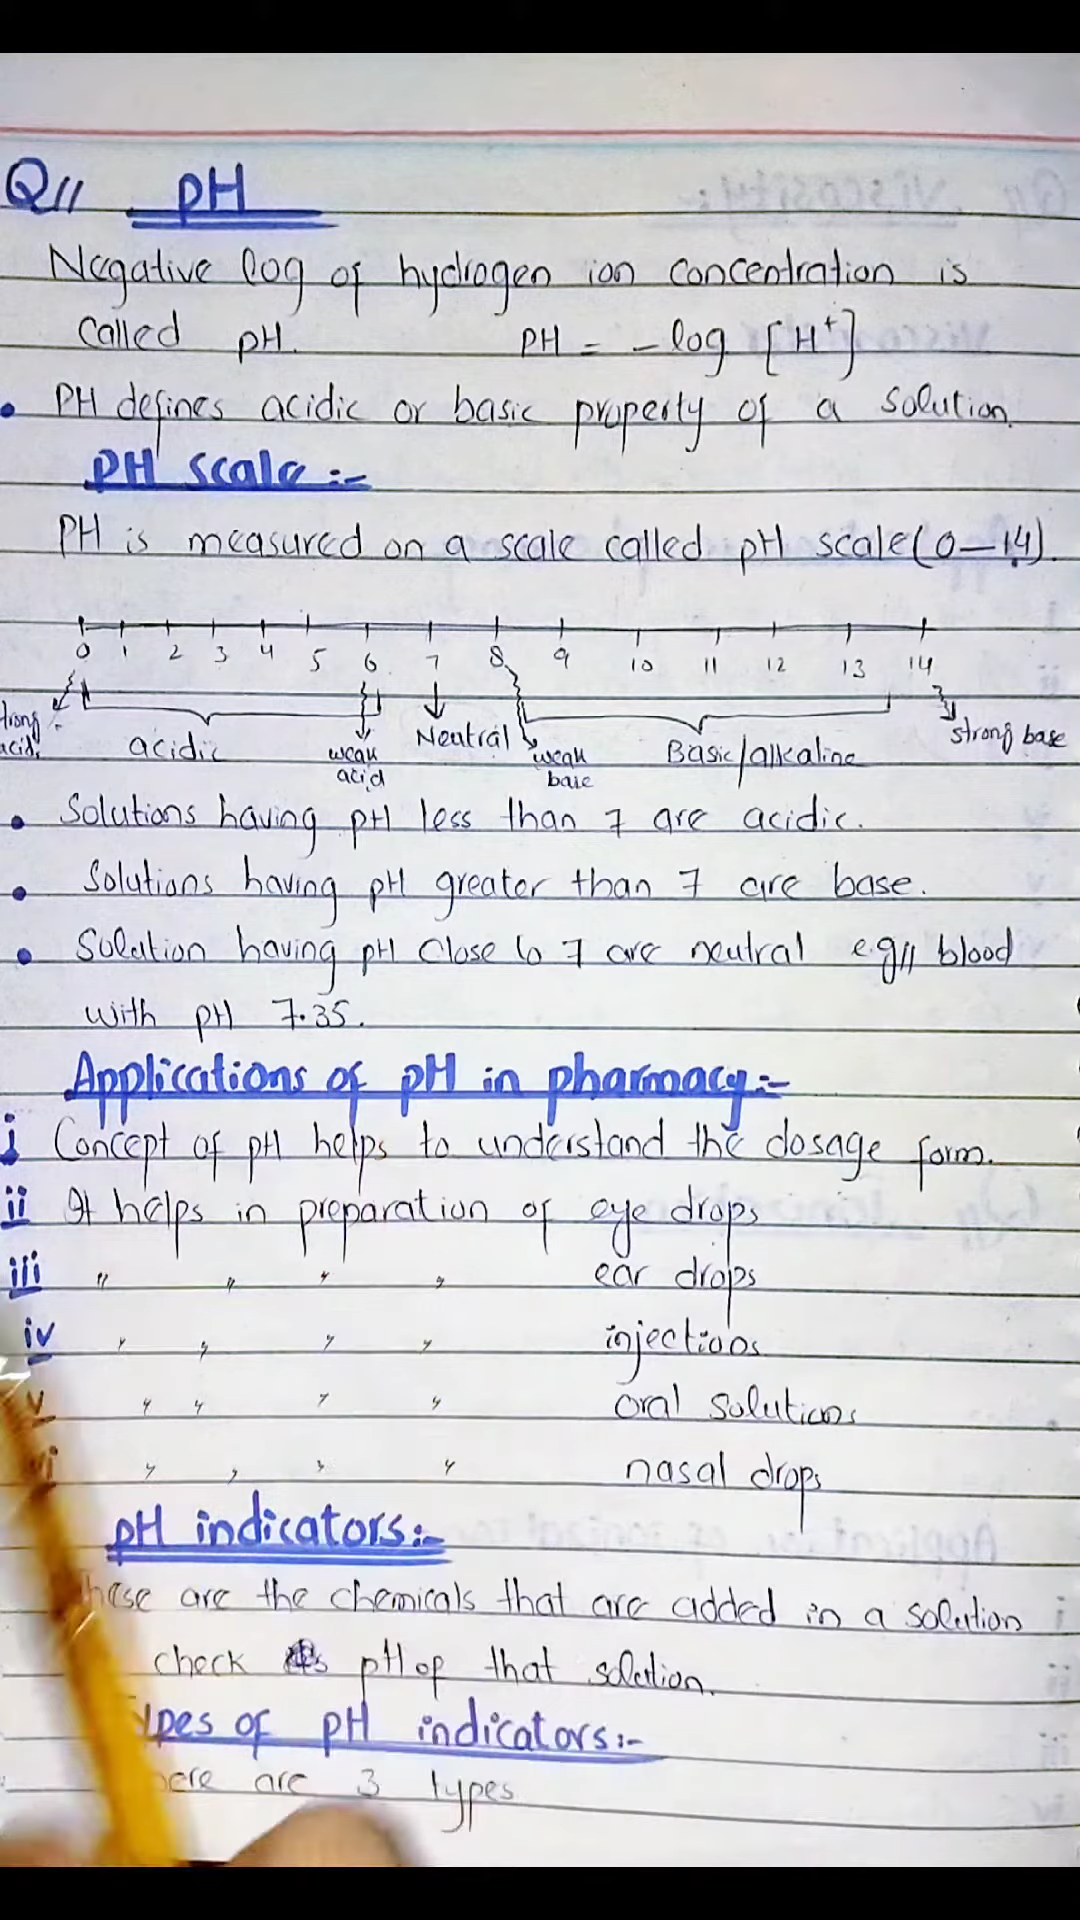 Q11 pH
Negative log of hydrogen ion concentration is
called pH. PH = -log [H+]
• PH defines acidic or basic property of a solution.
PH scale:-
PH is measured on a scale called pH scale (0-14).
0 1 2 3 4 5 6 7 8 9 10 11 12 13 14
trong acid. acidic weak acid Neutral weak base Basic/alkaline strong base
• Solutions having pH less than 7 are acidic.
• Solutions having pH greater than 7 are base.
• Solution having pH close to 7 are neutral e.g// blood
with pH 7.35.
Applications of pH in pharmacy:-
i Concept of pH helps to understand the dosage form.
ii It helps in preparation of eye drops
iii " " " " ear drops
iv " " " " injections
v " " " " oral solutions
vi " " " " nasal drops
pH indicators:-
hese are the chemicals that are added in a solution
check pH of that solution.
ypes of pH indicators:-
here are 3 types